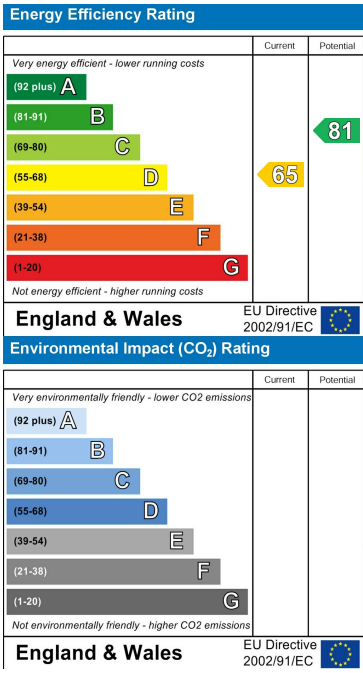 Energy Efficiency Rating
Current Potential
Very energy efficient - lower running costs
(92 plus) A
(81-91) B
81
(69-80) C
(55-68) D
65
(39-54) E
(21-38) F
(1-20) G
Not energy efficient - higher running costs
England & Wales
EU Directive
2002/91/EC
Environmental Impact (CO₂) Rating
Current Potential
Very environmentally friendly - lower CO2 emissions
(92 plus) A
(81-91) B
(69-80) C
(55-68) D
(39-54) E
(21-38) F
(1-20) G
Not environmentally friendly - higher CO2 emissions
England & Wales
EU Directive
2002/91/EC